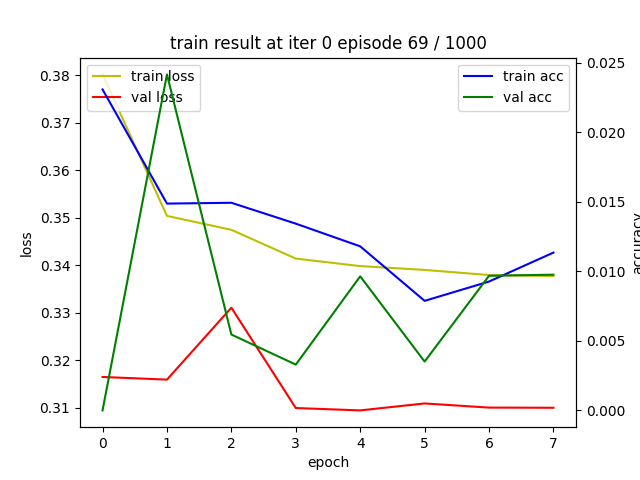 train result at iter 0 episode 69 / 1000
train loss
val loss
train acc
val acc
0.38
0.37
0.36
0.35
0.34
0.33
0.32
0.31
loss
0 1 2 3 4 5 6 7
epoch
0.025
0.020
0.015
0.010
0.005
0.000
accuracy